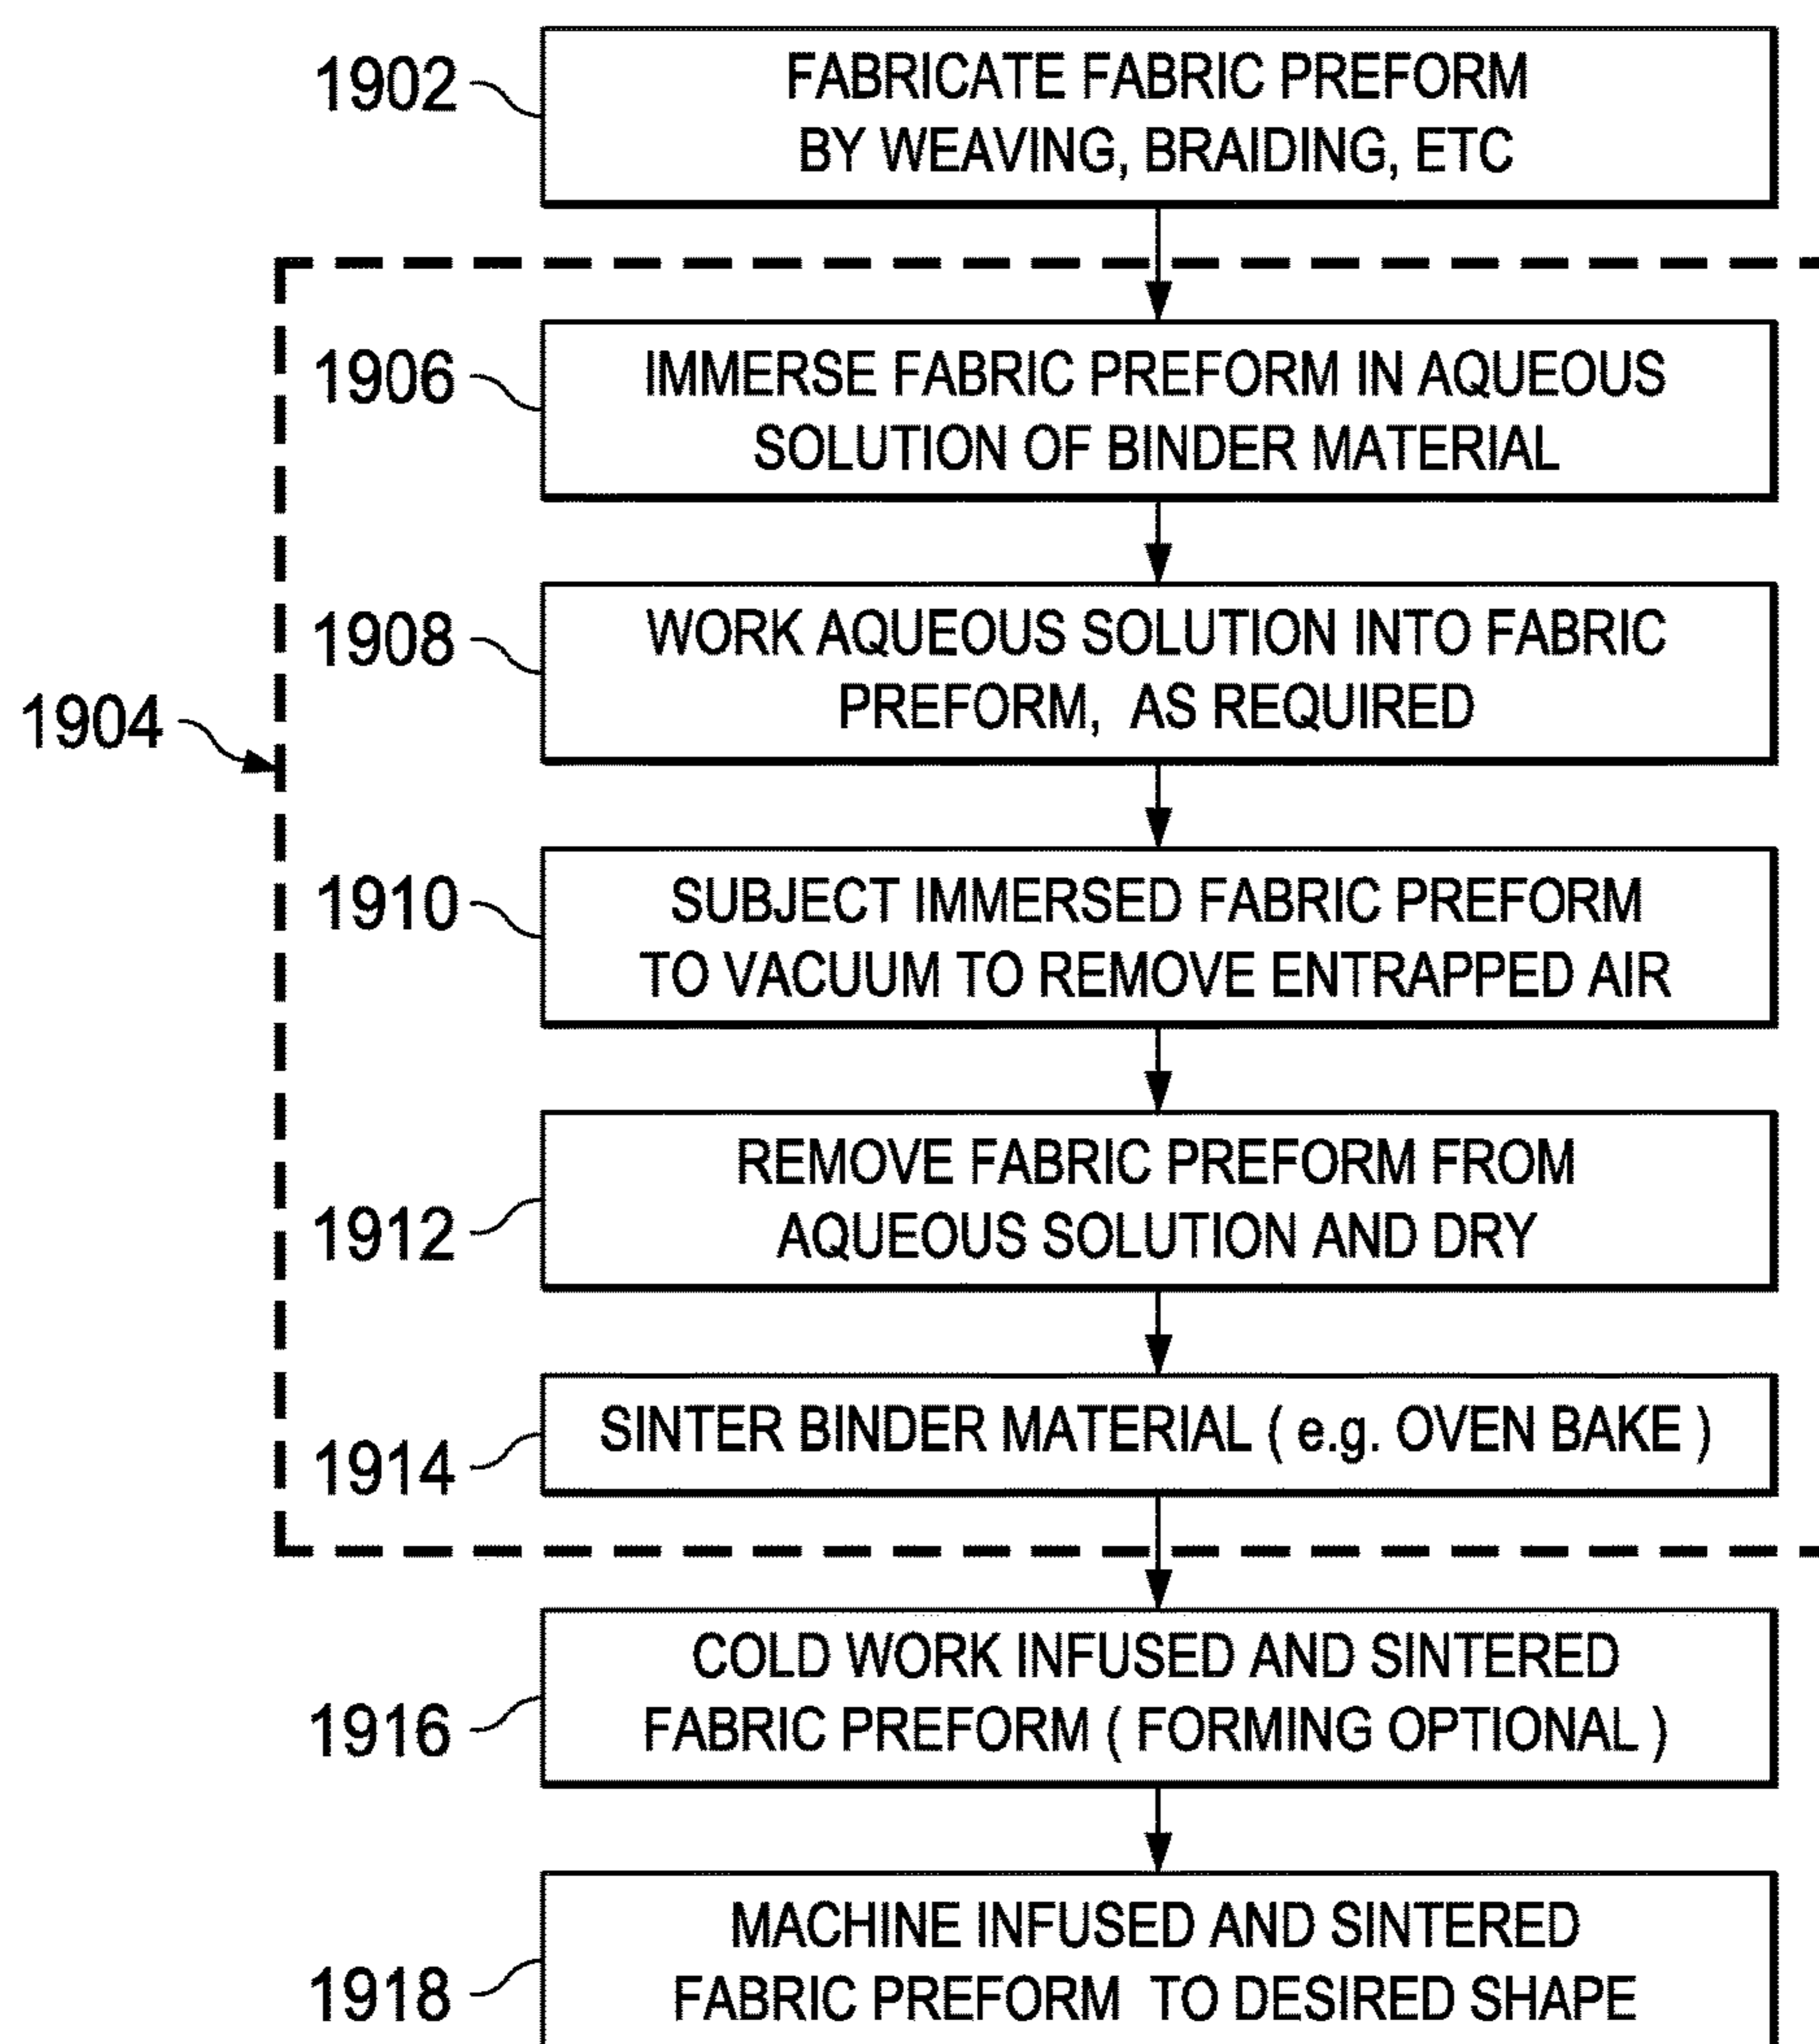 1902
FABRICATE FABRIC PREFORM
BY WEAVING, BRAIDING, ETC
1906
IMMERSE FABRIC PREFORM IN AQUEOUS
SOLUTION OF BINDER MATERIAL
1908
WORK AQUEOUS SOLUTION INTO FABRIC
PREFORM, AS REQUIRED
1904
1910
SUBJECT IMMERSED FABRIC PREFORM
TO VACUUM TO REMOVE ENTRAPPED AIR
1912
REMOVE FABRIC PREFORM FROM
AQUEOUS SOLUTION AND DRY
1914
SINTER BINDER MATERIAL ( e.g. OVEN BAKE )
1916
COLD WORK INFUSED AND SINTERED
FABRIC PREFORM ( FORMING OPTIONAL )
1918
MACHINE INFUSED AND SINTERED
FABRIC PREFORM TO DESIRED SHAPE